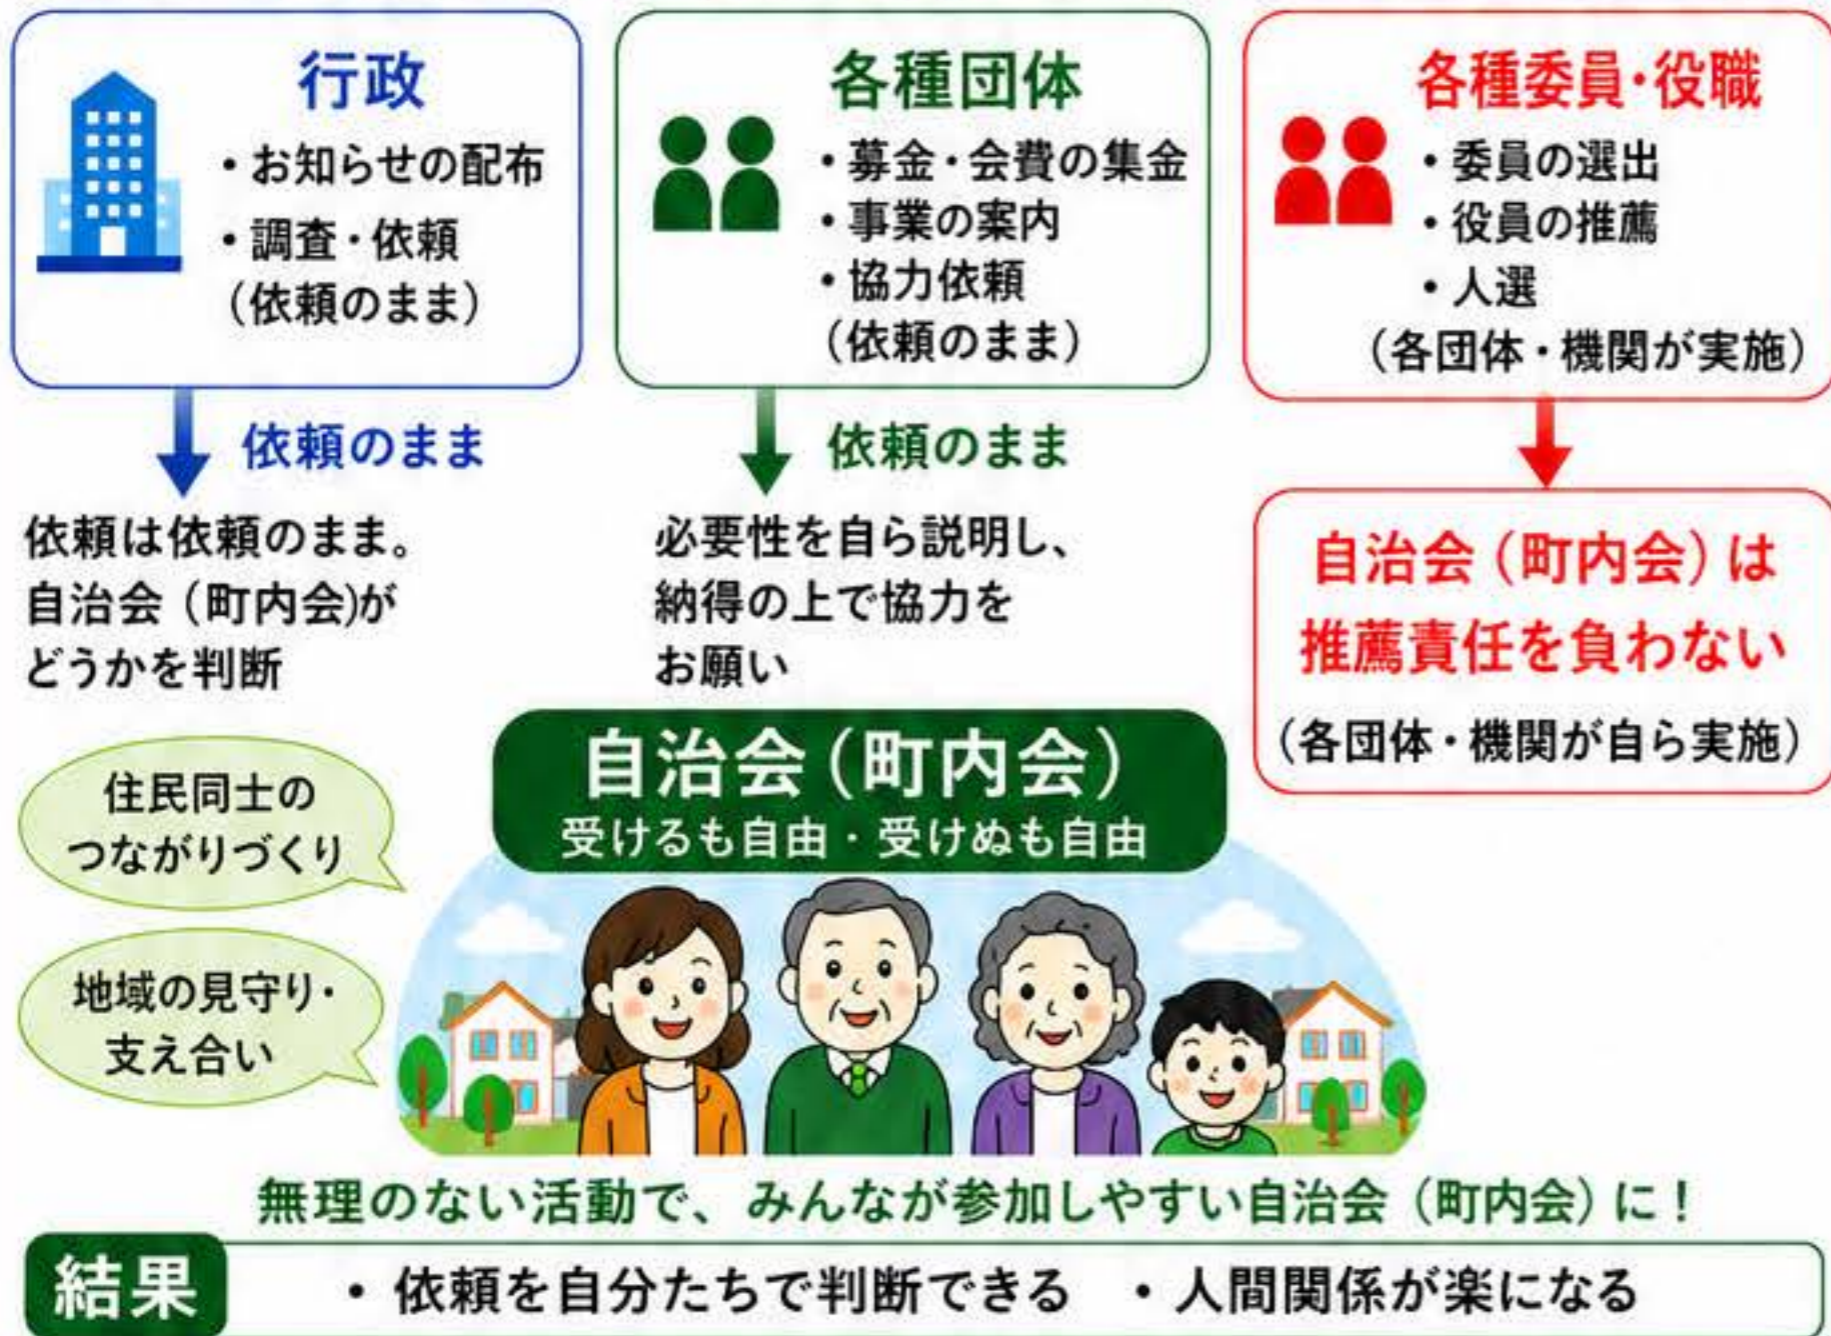 行政
・お知らせの配布
・調査・依頼
（依頼のまま）
各種団体
・募金・会費の集金
・事業の案内
・協力依頼
（依頼のまま）
各種委員・役職
・委員の選出
・役員の推薦
・人選
（各団体・機関が実施）
依頼のまま
依頼は依頼のまま。
自治会（町内会)が
どうかを判断
依頼のまま
必要性を自ら説明し、
納得の上で協力を
お願い
自治会（町内会）は
推薦責任を負わない
（各団体・機関が自ら実施）
自治会（町内会）
受けるも自由・受けぬも自由
住民同士の
つながりづくり
地域の見守り・
支え合い
無理のない活動で、みんなが参加しやすい自治会（町内会）に！
結果
・ 依頼を自分たちで判断できる ・人間関係が楽になる